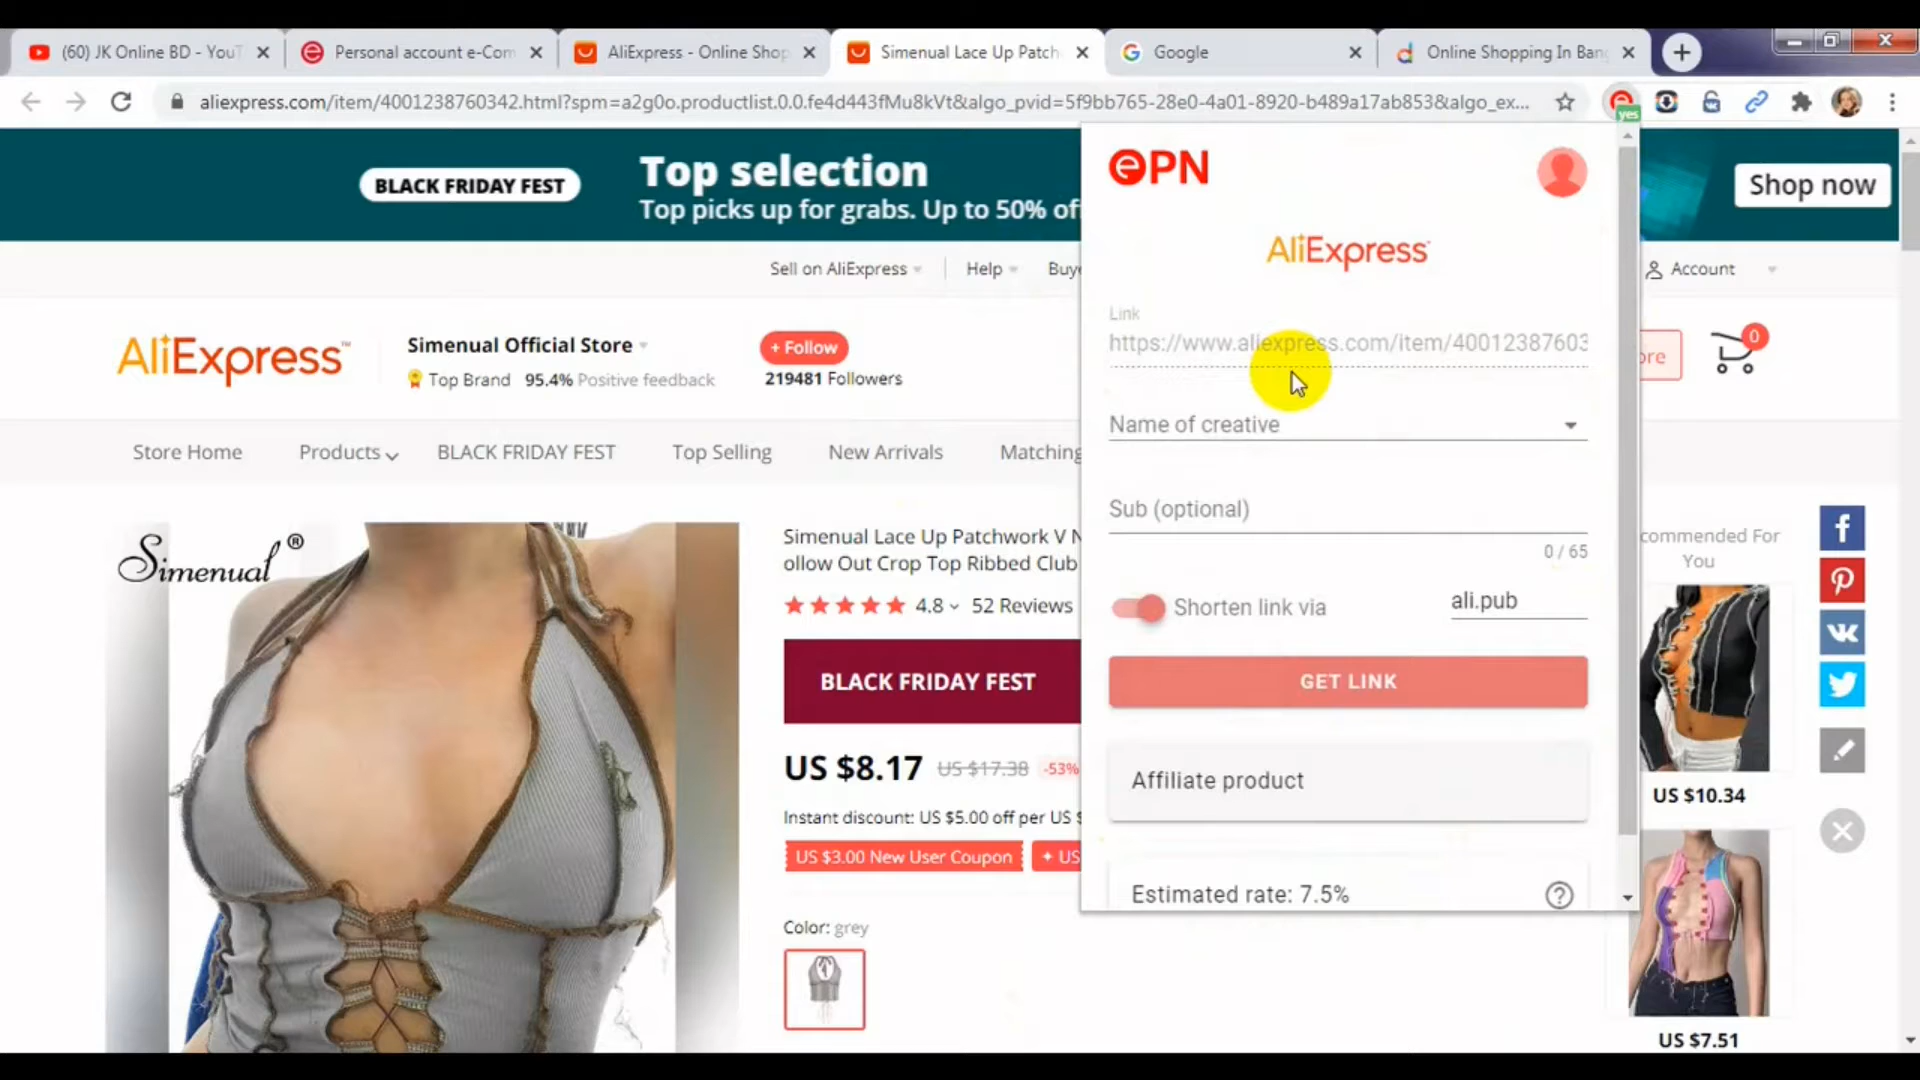 (60) JK Online BD - YouT
Personal account e-Com
AliExpress - Online Shop
Simenual Lace Up Patch
Google
Online Shopping In Bang
aliexpress.com/item/4001238760342.html?spm=a2g0o.productlist.0.0.fe4d443fMu8kVt&algo_pvid=5f9bb765-28e0-4a01-8920-b489a17ab853&algo_ex...
yes
BLACK FRIDAY FEST
Top selection
Top picks up for grabs. Up to 50% of
Shop now
ePN
AliExpress
Link
https://www.aliexpress.com/item/40012387603
Name of creative
Sub (optional)
0 / 65
Shorten link via
ali.pub
GET LINK
Affiliate product
Estimated rate: 7.5%
?
Sell on AliExpress
Help
Buye
Account
AliExpress™
Simenual Official Store
Top Brand 95.4% Positive feedback
+ Follow
219481 Followers
ore
0
Store Home
Products
BLACK FRIDAY FEST
Top Selling
New Arrivals
Matching
Simenual®
Simenual Lace Up Patchwork V N
ollow Out Crop Top Ribbed Club
4.8
52 Reviews
BLACK FRIDAY FEST
US $8.17 US $17.38 -53%
Instant discount: US $5.00 off per US $
US $3.00 New User Coupon
+ US
Color: grey
commended For
You
US $10.34
US $7.51